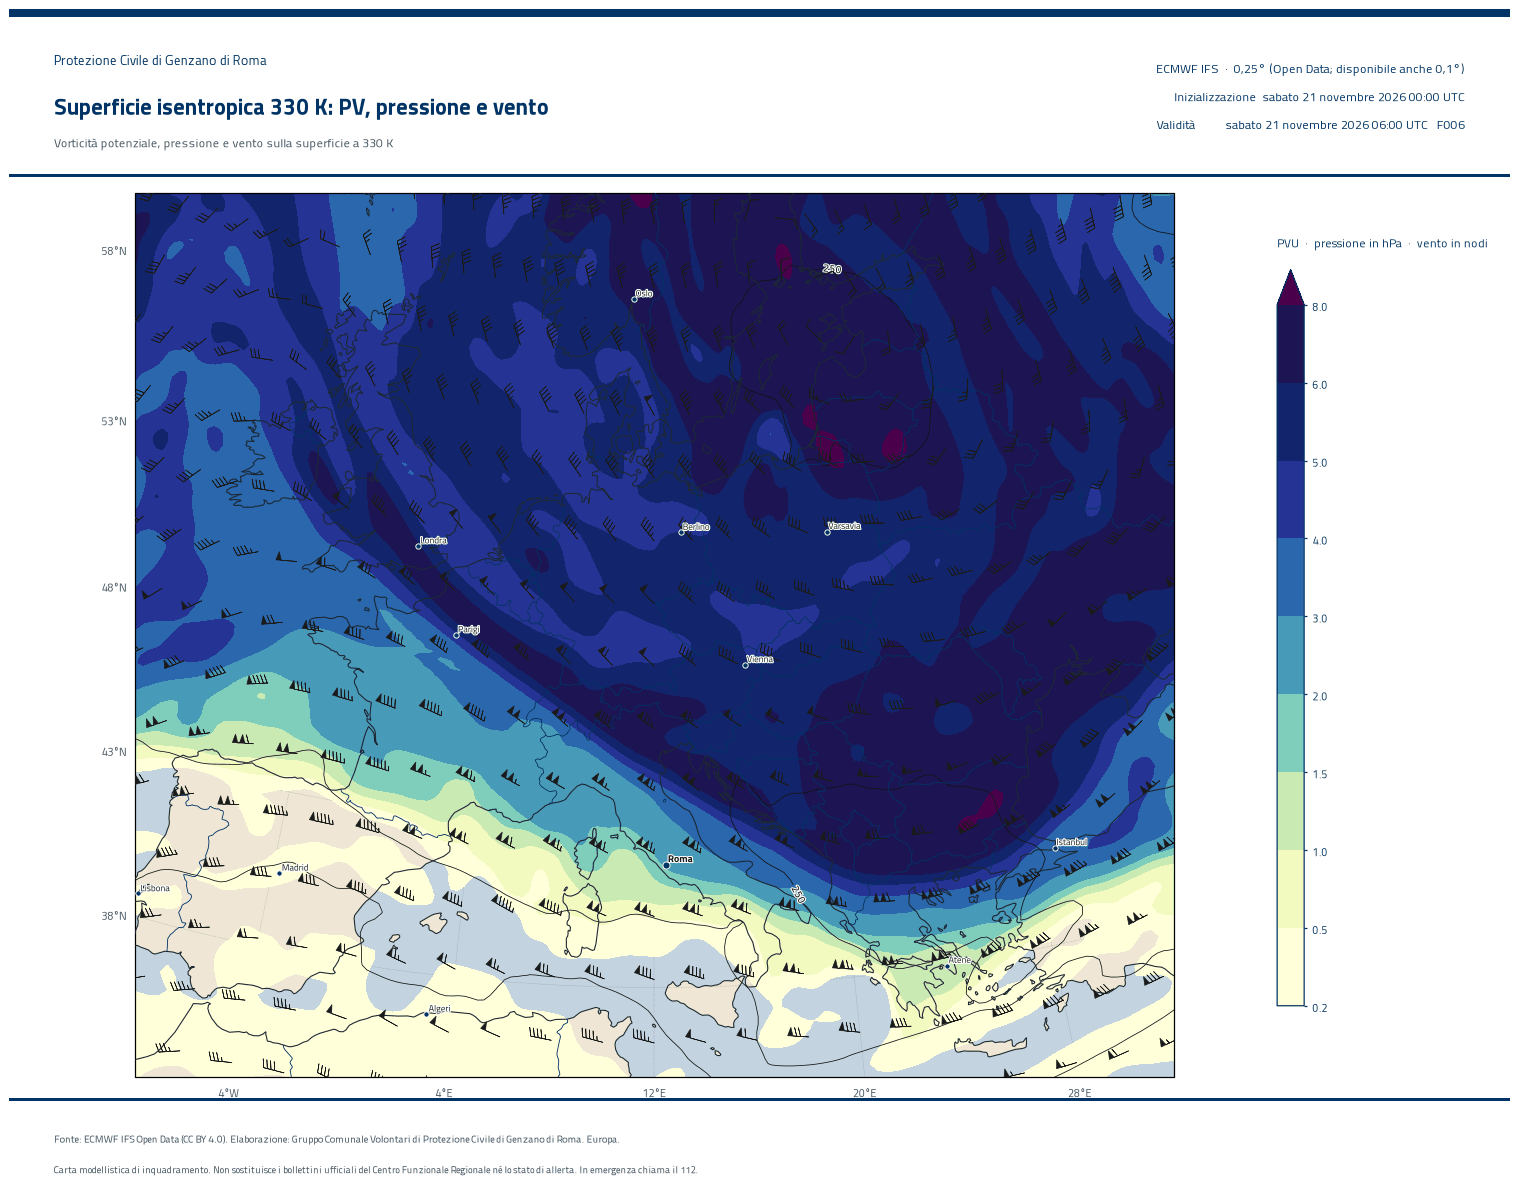 Protezione Civile di Genzano di Roma
Superficie isentropica 330 K: PV, pressione e vento
Vorticità potenziale, pressione e vento sulla superficie a 330 K
ECMWF IFS · 0,25° (Open Data; disponibile anche 0,1°)
Inizializzazione sabato 21 novembre 2026 00:00 UTC
Validità sabato 21 novembre 2026 06:00 UTC F006
PVU · pressione in hPa · vento in nodi
8.0
6.0
5.0
4.0
3.0
2.0
1.5
1.0
0.5
0.2
58°N
53°N
48°N
43°N
38°N
250
Oslo
Londra
Berlino
Varsavia
Parigi
Vienna
Roma
Istanbul
Madrid
Lisbona
250
Atene
Algeri
4°W
4°E
12°E
20°E
28°E
Fonte: ECMWF IFS Open Data (CC BY 4.0). Elaborazione: Gruppo Comunale Volontari di Protezione Civile di Genzano di Roma. Europa.
Carta modellistica di inquadramento. Non sostituisce i bollettini ufficiali del Centro Funzionale Regionale né lo stato di allerta. In emergenza chiama il 112.